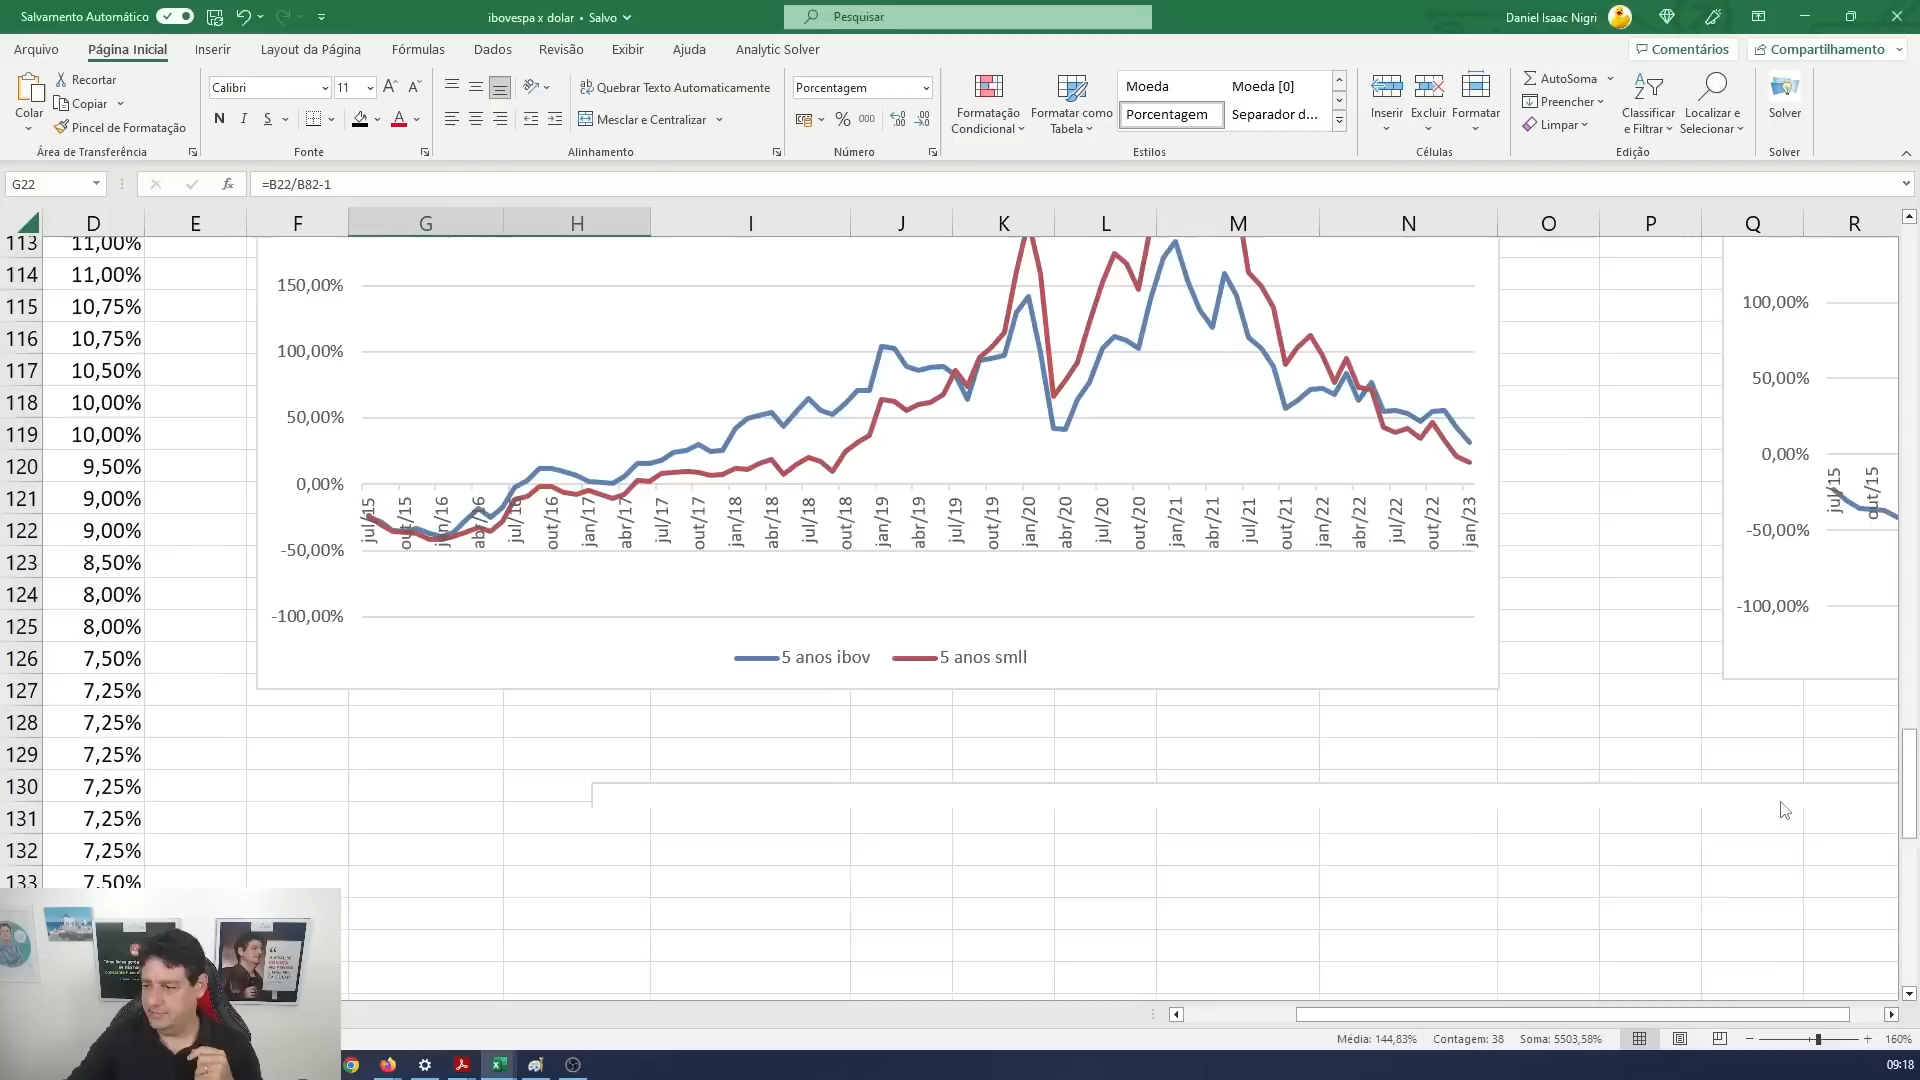 Salvamento Automático
ibovespa x dolar • Salvo
Pesquisar
Daniel Isaac Nigri
Arquivo
Página Inicial
Inserir
Layout da Página
Fórmulas
Dados
Revisão
Exibir
Ajuda
Analytic Solver
Comentários
Compartilhamento
Colar
Recortar
Copiar
Pincel de Formatação
Área de Transferência
Calibri
11
N I S
Fonte
Quebrar Texto Automaticamente
Mesclar e Centralizar
Alinhamento
Porcentagem
% 000
Número
Formatação Condicional
Formatar como Tabela
Moeda
Moeda [0]
Porcentagem
Separador d...
Estilos
Inserir
Excluir
Formatar
Células
AutoSoma
Preencher
Limpar
Classificar e Filtrar
Localizar e Selecionar
Edição
Solver
Solver
G22
fx
=B22/B82-1
D E F G H I J K L M N O P Q R
113 11,00%
114 11,00%
115 10,75%
116 10,75%
117 10,50%
118 10,00%
119 10,00%
120 9,50%
121 9,00%
122 9,00%
123 8,50%
124 8,00%
125 8,00%
126 7,50%
127 7,25%
128 7,25%
129 7,25%
130 7,25%
131 7,25%
132 7,25%
133 7,50%
150,00%
100,00%
50,00%
0,00%
-50,00%
-100,00%
jul/15 out/15 jan/16 abr/16 jul/16 out/16 jan/17 abr/17 jul/17 out/17 jan/18 abr/18 jul/18 out/18 jan/19 abr/19 jul/19 out/19 jan/20 abr/20 jul/20 out/20 jan/21 abr/21 jul/21 out/21 jan/22 abr/22 jul/22 out/22 jan/23
5 anos ibov
5 anos smll
100,00%
50,00%
0,00%
-50,00%
-100,00%
jul/15 out/15
Média: 144,83%
Contagem: 38
Soma: 5503,58%
160%
09:18